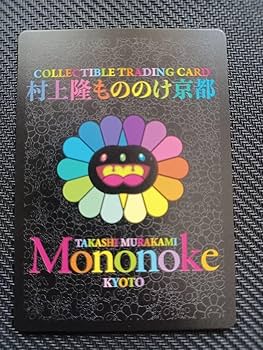 COLLECTIBLE TRADING CARD
村上隆もののけ京都
TAKASHI MURAKAMI
Mononoke
KYOTO